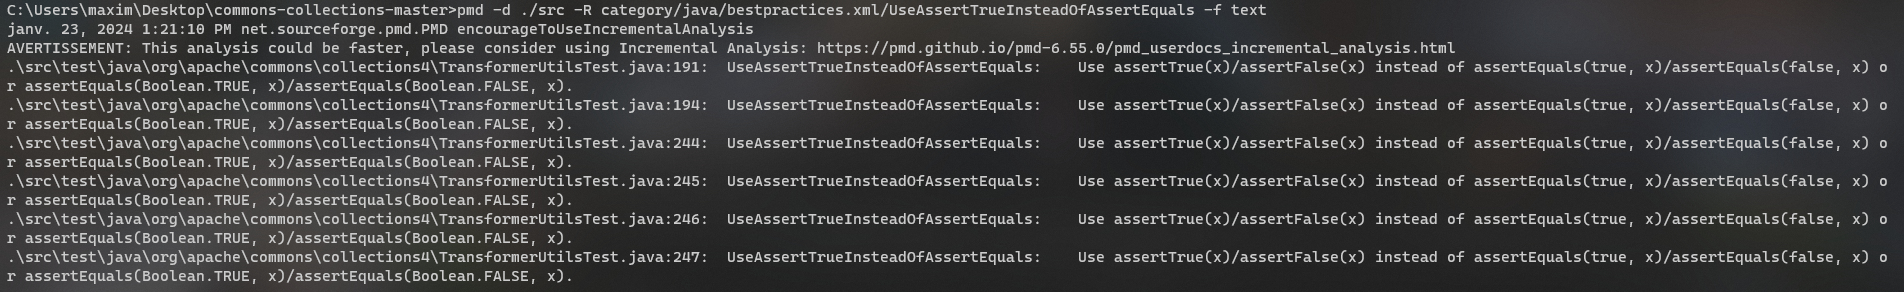 C:\Users\maxim\Desktop\commons-collections-master>pmd -d ./src -R category/java/bestpractices.xml/UseAssertTrueInsteadOfAssertEquals -f text
janv. 23, 2024 1:21:10 PM net.sourceforge.pmd.PMD encourageToUseIncrementalAnalysis
AVERTISSEMENT: This analysis could be faster, please consider using Incremental Analysis: https://pmd.github.io/pmd-6.55.0/pmd_userdocs_incremental_analysis.html
.\src\test\java\org\apache\commons\collections4\TransformerUtilsTest.java:191:  UseAssertTrueInsteadOfAssertEquals:    Use assertTrue(x)/assertFalse(x) instead of assertEquals(true, x)/assertEquals(false, x) o
r assertEquals(Boolean.TRUE, x)/assertEquals(Boolean.FALSE, x).
.\src\test\java\org\apache\commons\collections4\TransformerUtilsTest.java:194:  UseAssertTrueInsteadOfAssertEquals:    Use assertTrue(x)/assertFalse(x) instead of assertEquals(true, x)/assertEquals(false, x) o
r assertEquals(Boolean.TRUE, x)/assertEquals(Boolean.FALSE, x).
.\src\test\java\org\apache\commons\collections4\TransformerUtilsTest.java:244:  UseAssertTrueInsteadOfAssertEquals:    Use assertTrue(x)/assertFalse(x) instead of assertEquals(true, x)/assertEquals(false, x) o
r assertEquals(Boolean.TRUE, x)/assertEquals(Boolean.FALSE, x).
.\src\test\java\org\apache\commons\collections4\TransformerUtilsTest.java:245:  UseAssertTrueInsteadOfAssertEquals:    Use assertTrue(x)/assertFalse(x) instead of assertEquals(true, x)/assertEquals(false, x) o
r assertEquals(Boolean.TRUE, x)/assertEquals(Boolean.FALSE, x).
.\src\test\java\org\apache\commons\collections4\TransformerUtilsTest.java:246:  UseAssertTrueInsteadOfAssertEquals:    Use assertTrue(x)/assertFalse(x) instead of assertEquals(true, x)/assertEquals(false, x) o
r assertEquals(Boolean.TRUE, x)/assertEquals(Boolean.FALSE, x).
.\src\test\java\org\apache\commons\collections4\TransformerUtilsTest.java:247:  UseAssertTrueInsteadOfAssertEquals:    Use assertTrue(x)/assertFalse(x) instead of assertEquals(true, x)/assertEquals(false, x) o
r assertEquals(Boolean.TRUE, x)/assertEquals(Boolean.FALSE, x).